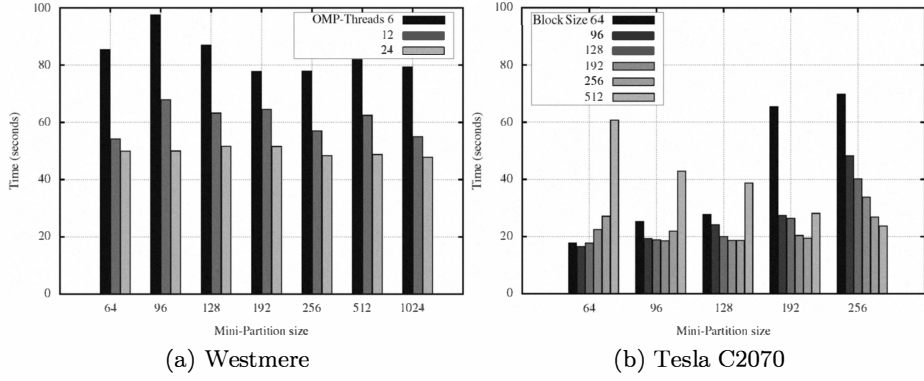 100
80
60
40
20
0
Time (seconds)
OMP-Threads 6
12
24
64 96 128 192 256 512 1024
Mini-Partition size
(a) Westmere
100
80
60
40
20
0
Time (seconds)
Block Size 64
96
128
192
256
512
64 96 128 192 256
Mini-Partition size
(b) Tesla C2070